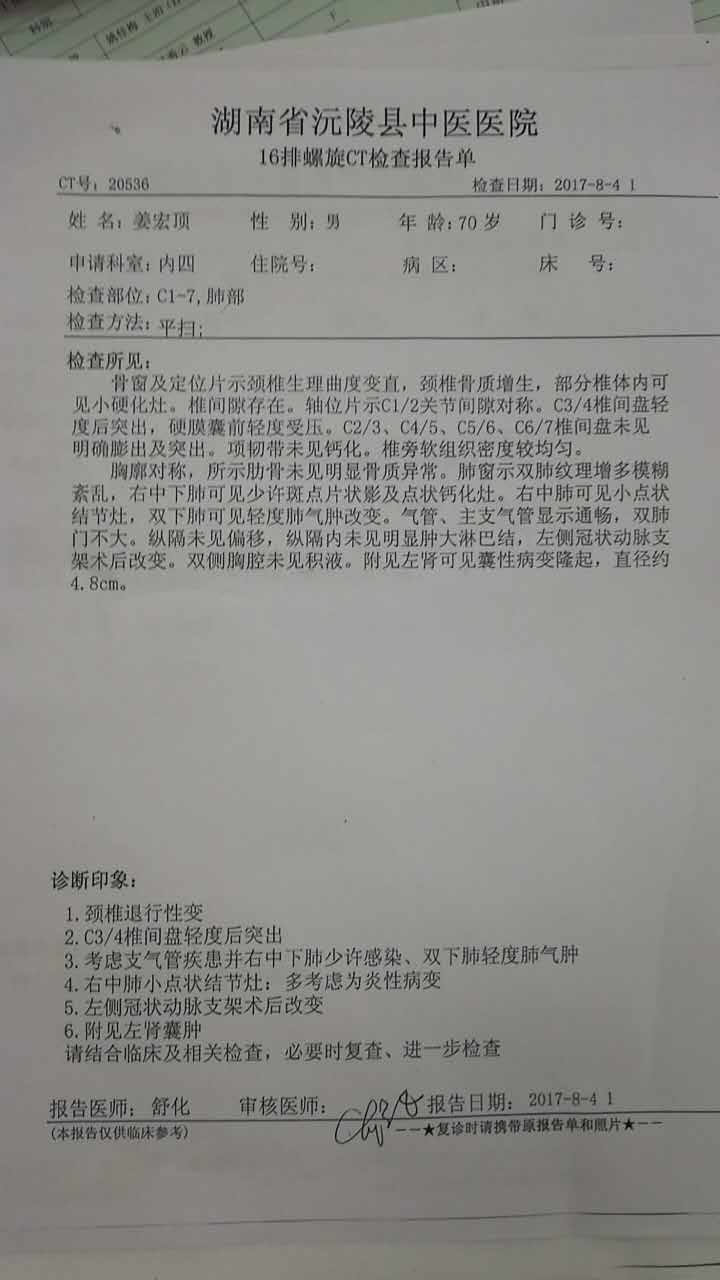 科别
姚佳梅 主治(医
教授
湖南省沅陵县中医医院
16排螺旋CT检查报告单
CT号: 20536 检查日期: 2017-8-4 1
姓 名: 姜宏顶 性 别: 男 年 龄: 70 岁 门 诊 号:
申请科室: 内四 住院号: 病 区: 床 号:
检查部位: C1-7,肺部
检查方法: 平扫;
检查所见:
骨窗及定位片示颈椎生理曲度变直，颈椎骨质增生，部分椎体内可
见小硬化灶。椎间隙存在。轴位片示C1/2关节间隙对称。C3/4椎间盘轻
度后突出，硬膜囊前轻度受压。C2/3、C4/5、C5/6、C6/7椎间盘未见
明确膨出及突出。项韧带未见钙化。椎旁软组织密度较均匀。
胸廓对称，所示肋骨未见明显骨质异常。肺窗示双肺纹理增多模糊
紊乱，右中下肺可见少许斑点片状影及点状钙化灶。右中肺可见小点状
结节灶，双下肺可见轻度肺气肿改变。气管、主支气管显示通畅，双肺
门不大。纵隔未见偏移，纵隔内未见明显肿大淋巴结，左侧冠状动脉支
架术后改变。双侧胸腔未见积液。附见左肾可见囊性病变隆起，直径约
4.8cm。
诊断印象:
1.颈椎退行性变
2.C3/4椎间盘轻度后突出
3.考虑支气管疾患并右中下肺少许感染、双下肺轻度肺气肿
4.右中肺小点状结节灶: 多考虑为炎性病变
5.左侧冠状动脉支架术后改变
6.附见左肾囊肿
请结合临床及相关检查，必要时复查、进一步检查
报告医师: 舒化 审核医师: 报告日期: 2017-8-4 1
(本报告仅供临床参考) --★复诊时请携带原报告单和照片★--